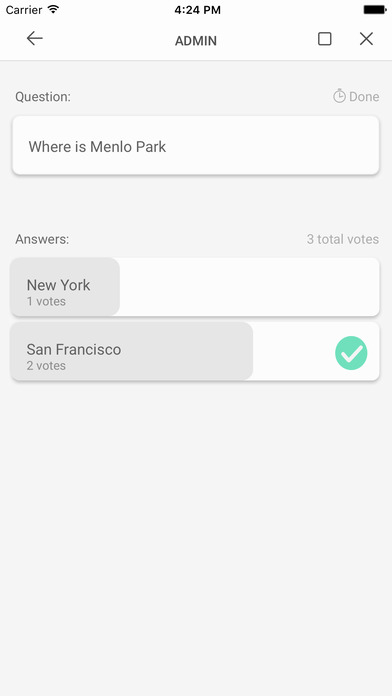 Carrier 4:24 PM
ADMIN
Question: Done
Where is Menlo Park
Answers: 3 total votes
New York
1 votes
San Francisco
2 votes